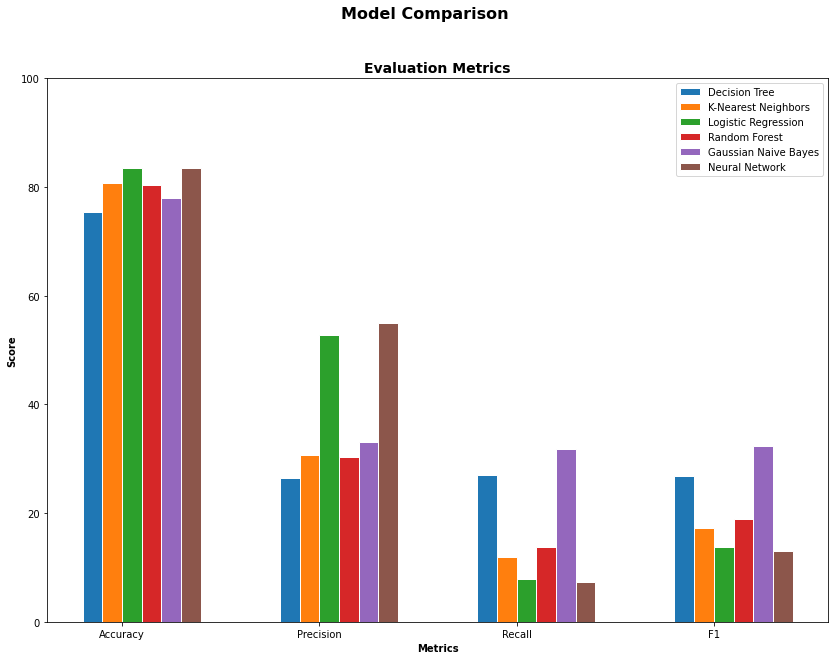 Model Comparison
Evaluation Metrics
100
80
60
40
20
0
Score
Decision Tree
K-Nearest Neighbors
Logistic Regression
Random Forest
Gaussian Naive Bayes
Neural Network
Accuracy
Precision
Recall
F1
Metrics